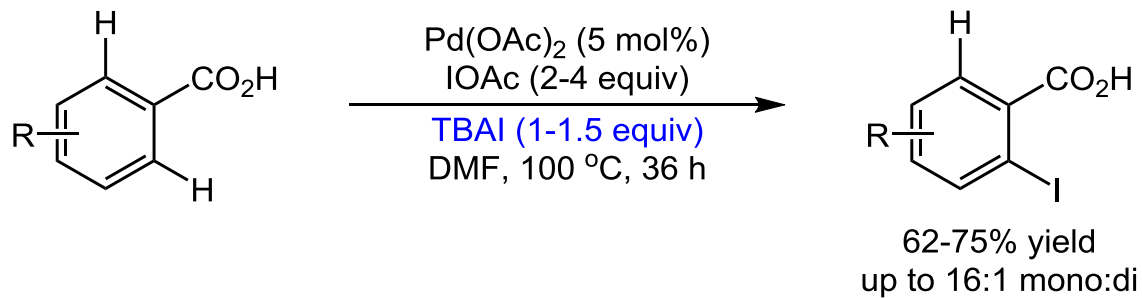 H
CO₂H
R
H
Pd(OAc)₂ (5 mol%)
IOAc (2-4 equiv)
TBAI (1-1.5 equiv)
DMF, 100 ºC, 36 h
H
CO₂H
R
I
62-75% yield
up to 16:1 mono:di